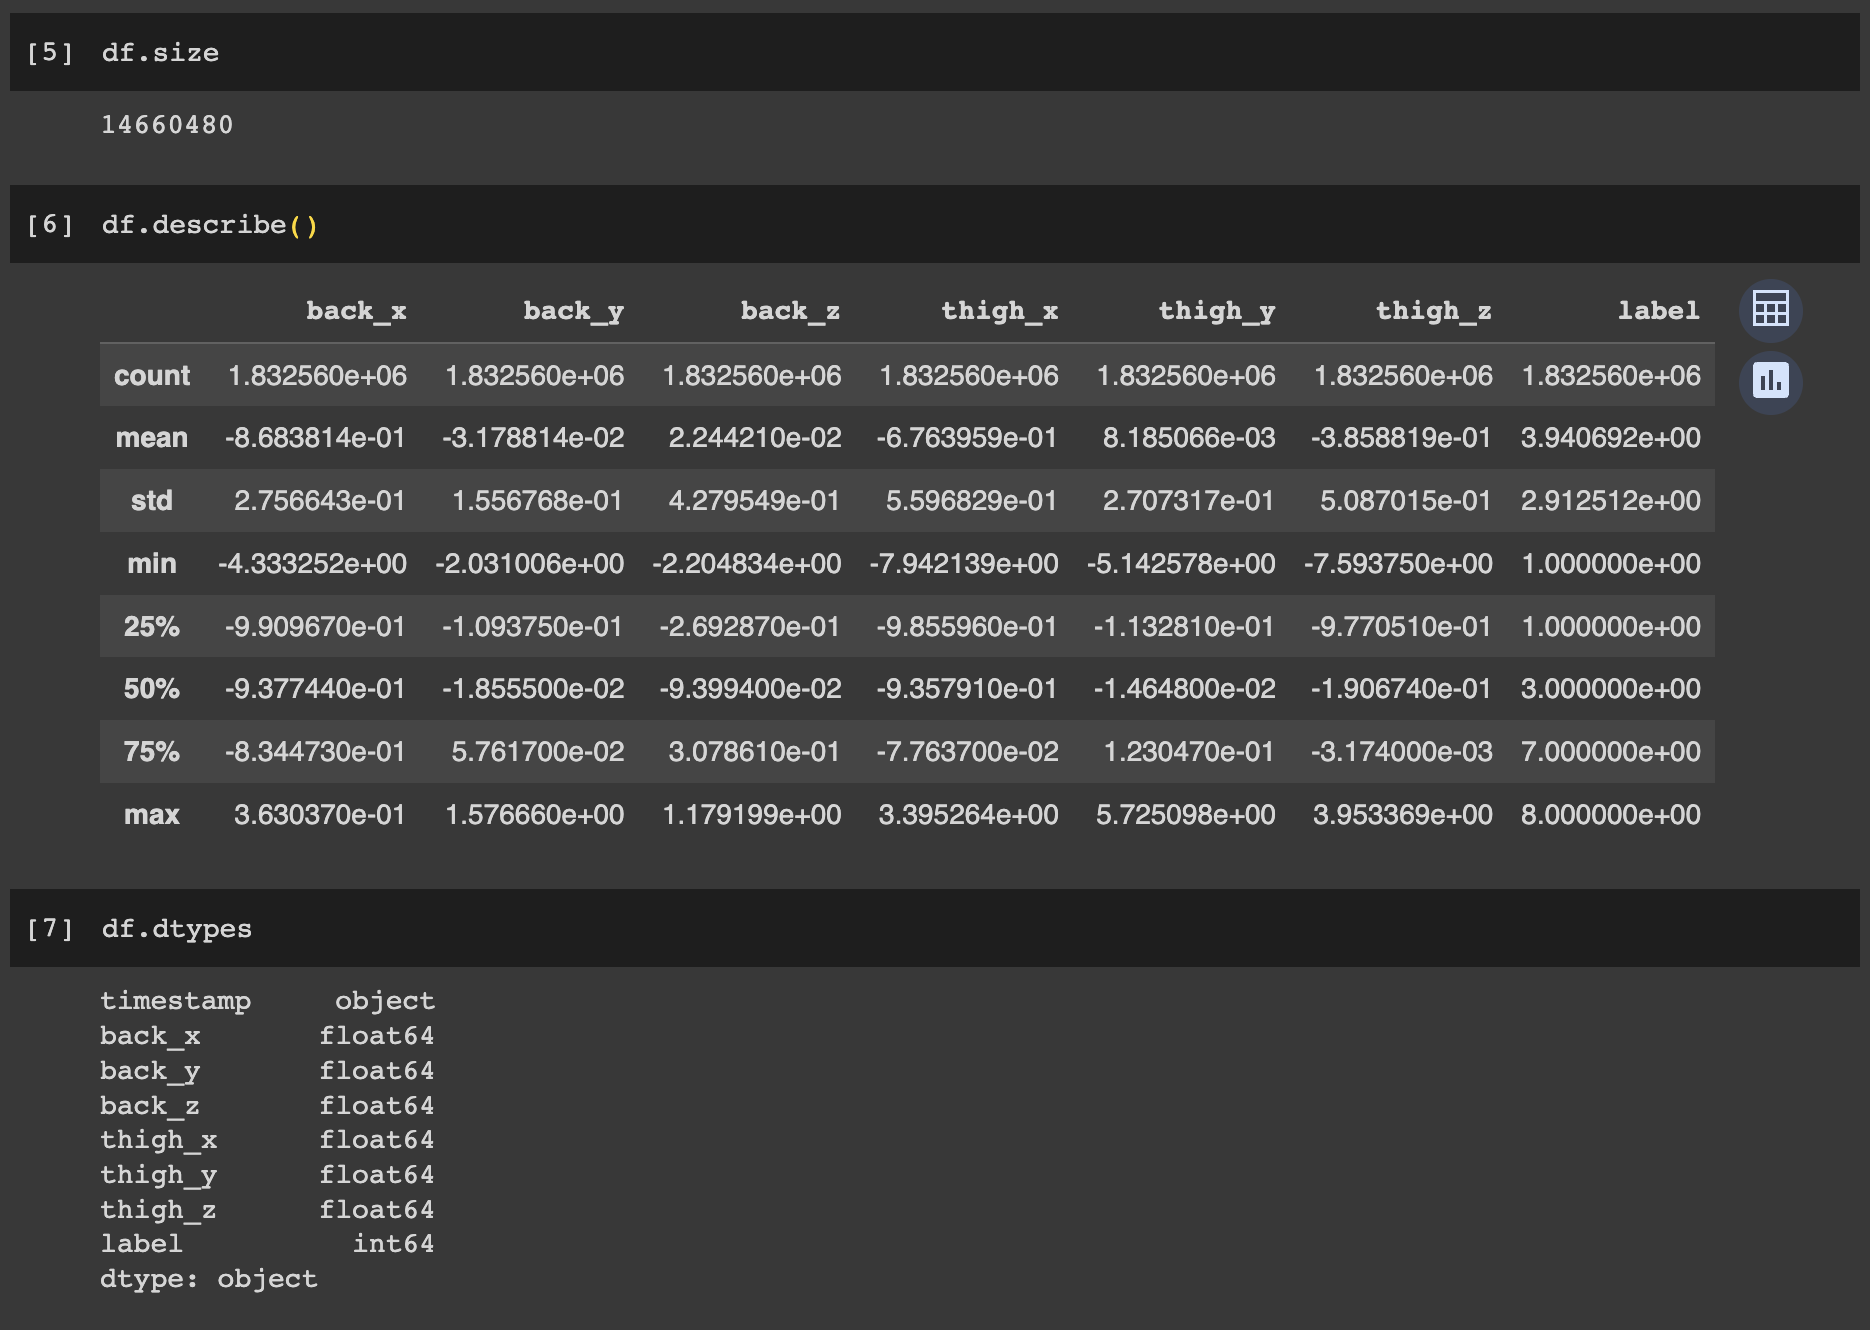 [5] df.size
14660480
[6] df.describe()
back_x back_y back_z thigh_x thigh_y thigh_z label
count 1.832560e+06 1.832560e+06 1.832560e+06 1.832560e+06 1.832560e+06 1.832560e+06 1.832560e+06
mean -8.683814e-01 -3.178814e-02 2.244210e-02 -6.763959e-01 8.185066e-03 -3.858819e-01 3.940692e+00
std 2.756643e-01 1.556768e-01 4.279549e-01 5.596829e-01 2.707317e-01 5.087015e-01 2.912512e+00
min -4.333252e+00 -2.031006e+00 -2.204834e+00 -7.942139e+00 -5.142578e+00 -7.593750e+00 1.000000e+00
25% -9.909670e-01 -1.093750e-01 -2.692870e-01 -9.855960e-01 -1.132810e-01 -9.770510e-01 1.000000e+00
50% -9.377440e-01 -1.855500e-02 -9.399400e-02 -9.357910e-01 -1.464800e-02 -1.906740e-01 3.000000e+00
75% -8.344730e-01 5.761700e-02 3.078610e-01 -7.763700e-02 1.230470e-01 -3.174000e-03 7.000000e+00
max 3.630370e-01 1.576660e+00 1.179199e+00 3.395264e+00 5.725098e+00 3.953369e+00 8.000000e+00
[7] df.dtypes
timestamp object
back_x float64
back_y float64
back_z float64
thigh_x float64
thigh_y float64
thigh_z float64
label int64
dtype: object